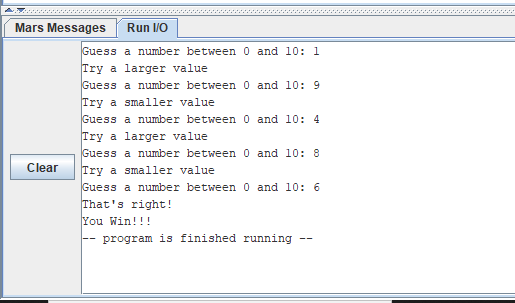 Mars Messages Run I/O
Guess a number between 0 and 10: 1
Try a larger value
Guess a number between 0 and 10: 9
Try a smaller value
Guess a number between 0 and 10: 4
Try a larger value
Guess a number between 0 and 10: 8
Clear
Try a smaller value
Guess a number between 0 and 10: 6
That's right!
You Win!!!
-- program is finished running --